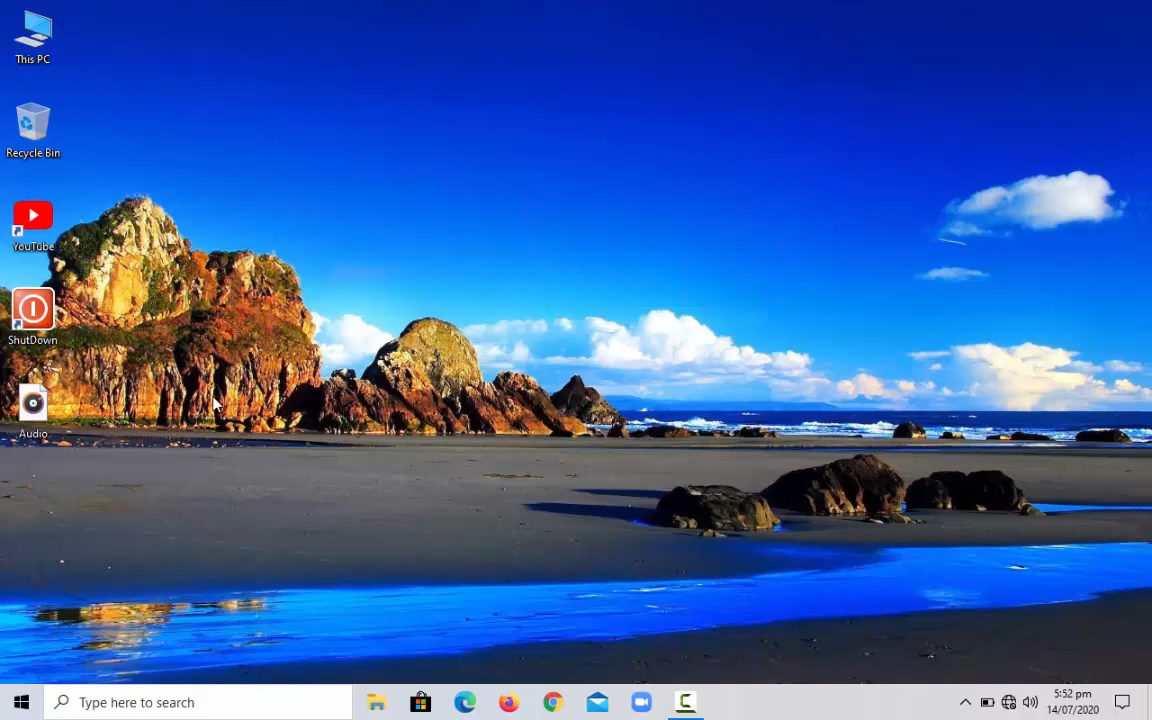 This PC
Recycle Bin
YouTube
ShutDown
Audio
Type here to search
5:52 pm
14/07/2020